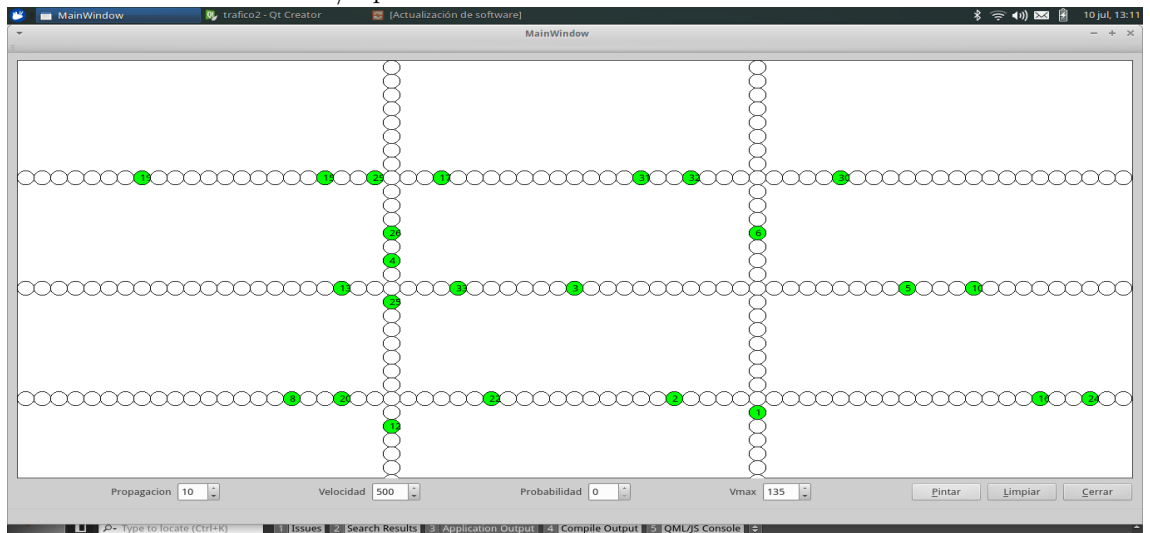 MainWindow trafico2 - Qt Creator [Actualización de software] 10 jul, 13:11
MainWindow
19 15 29 17 31 32 30
26 6
4
13 33 3 5 10
25
8 20 22 2 16 24
1
12
Propagacion 10 Velocidad 500 Probabilidad 0 Vmax 135 Pintar Limpiar Cerrar
Type to locate (Ctrl+K) 1 Issues 2 Search Results 3 Application Output 4 Compile Output 5 QML/JS Console